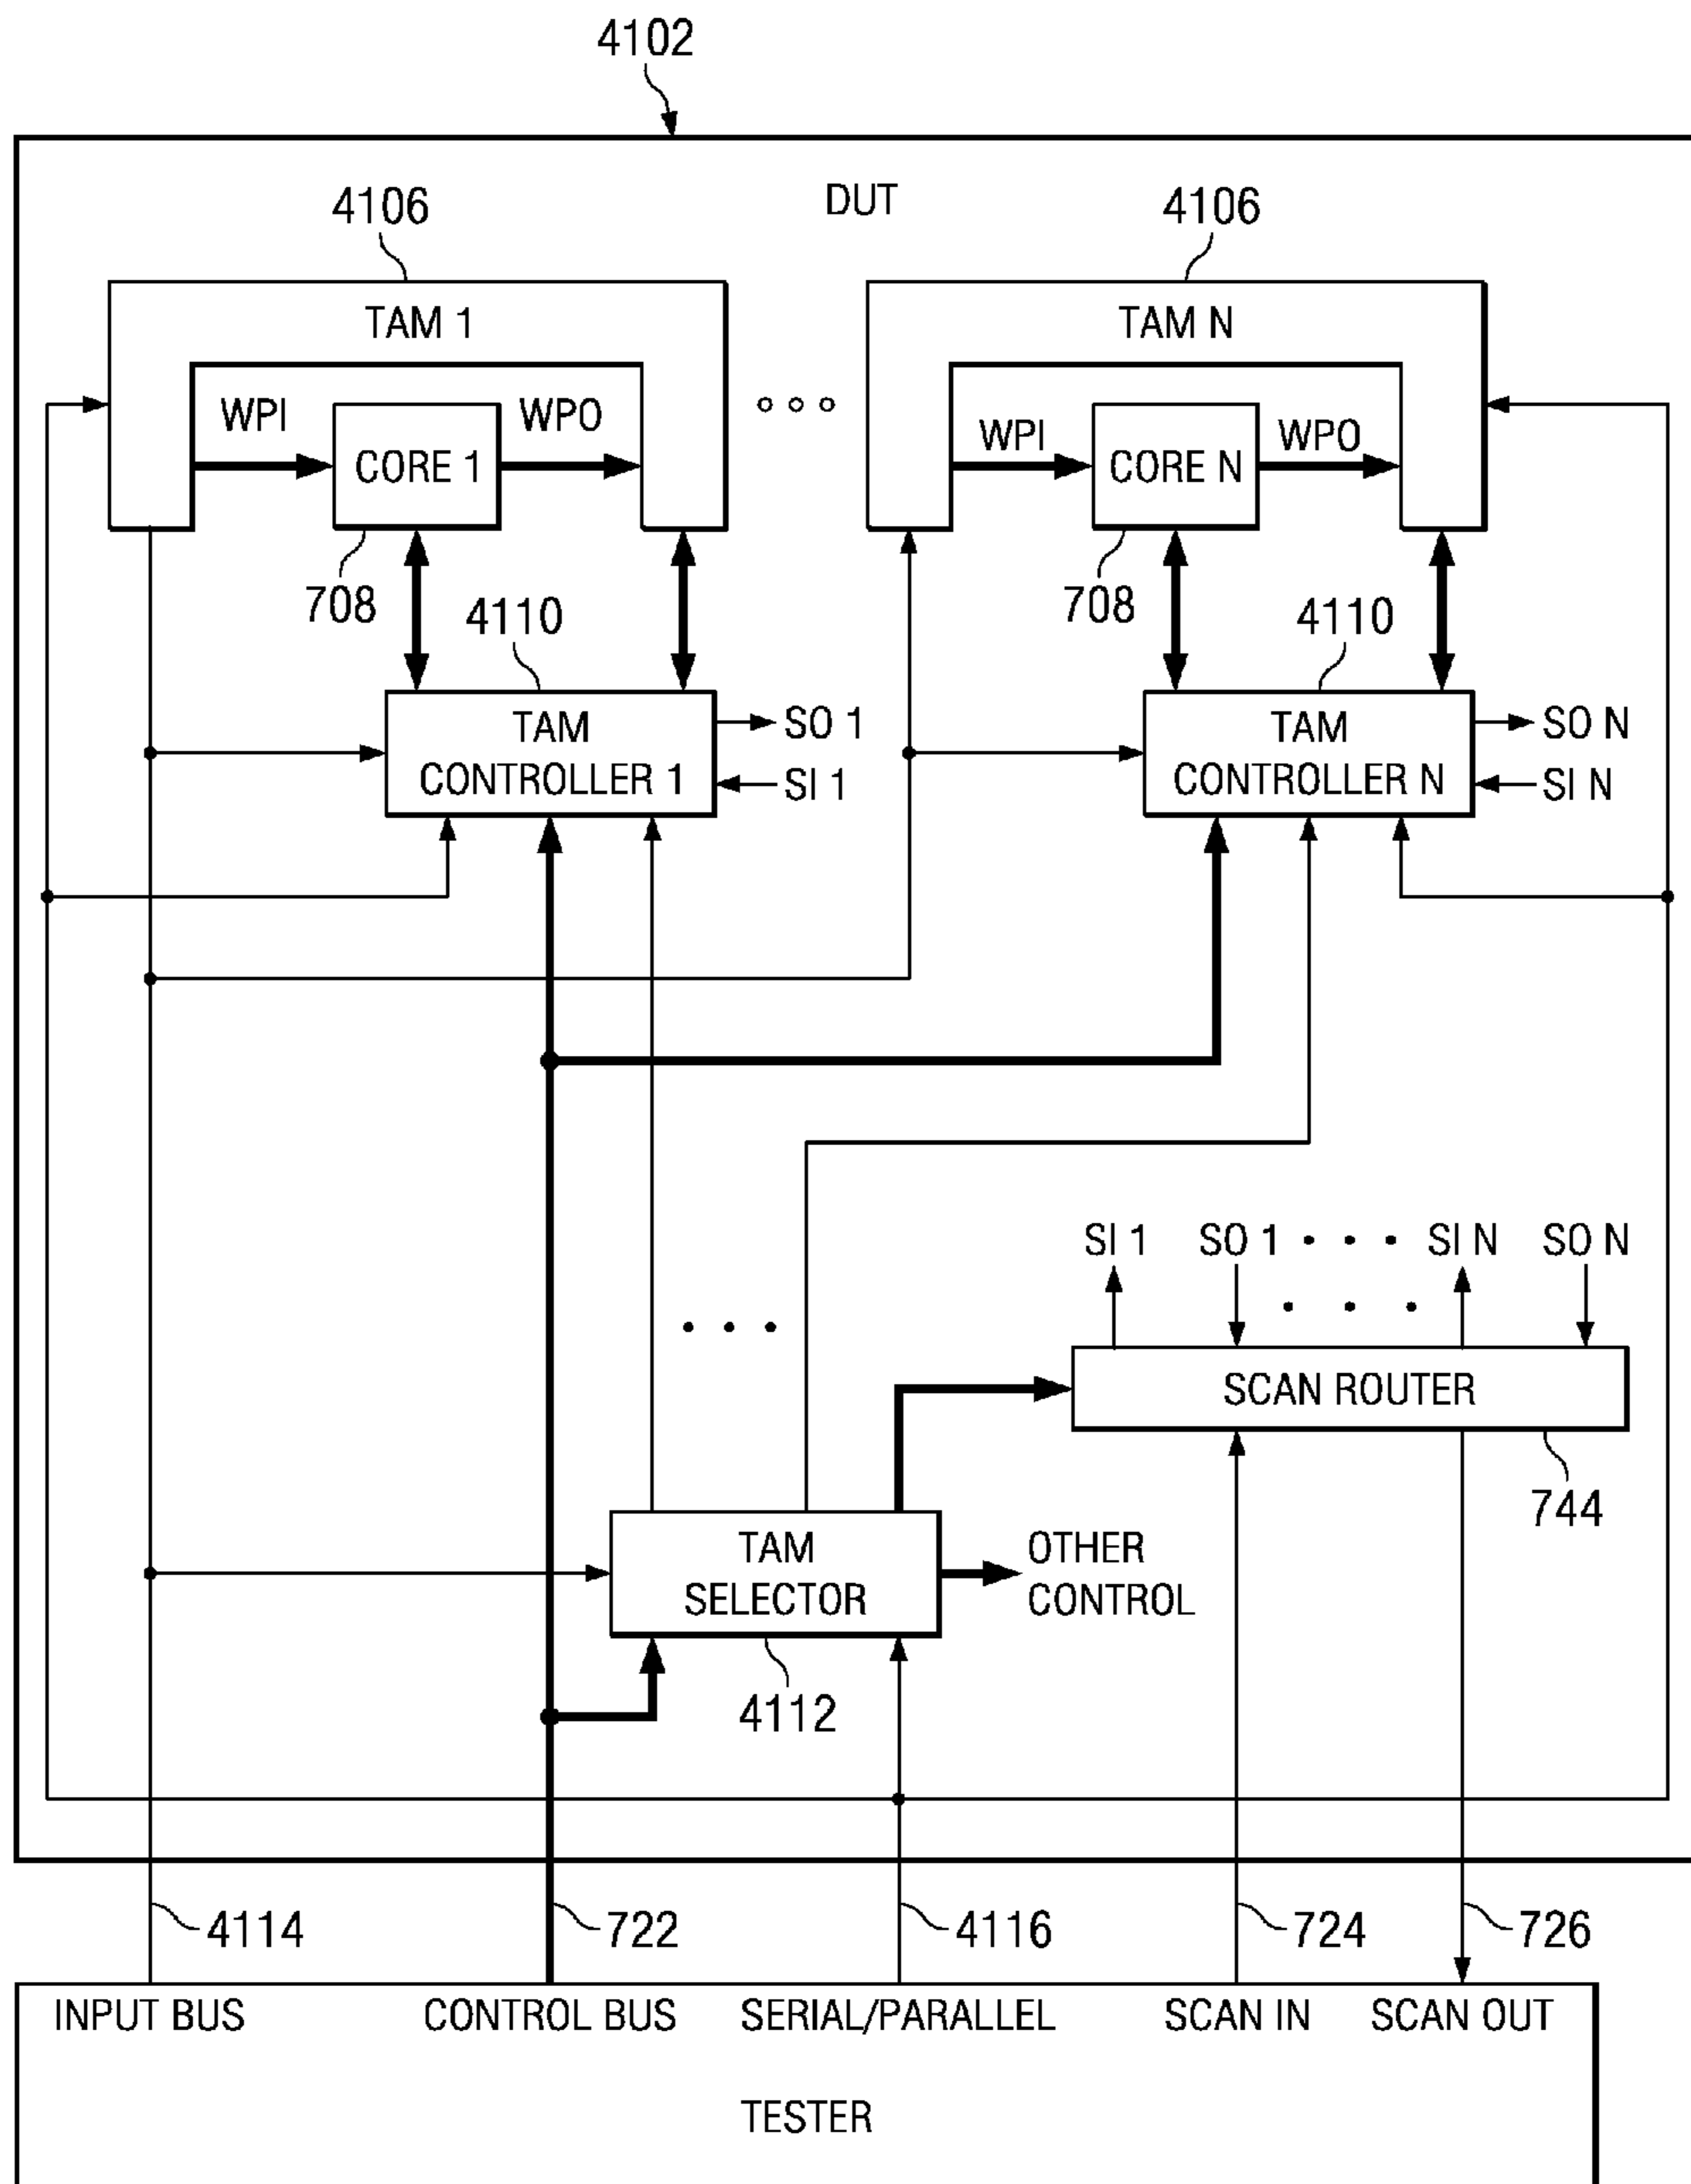 4102
DUT
4106
4106
TAM 1
TAM N
WPI
WPO
WPI
WPO
CORE 1
CORE N
708
708
4110
4110
TAM
CONTROLLER 1
SO 1
SI 1
TAM
CONTROLLER N
SO N
SI N
SI 1
SO 1
SI N
SO N
SCAN ROUTER
744
TAM
SELECTOR
OTHER
CONTROL
4112
4114
722
4116
724
726
INPUT BUS
CONTROL BUS
SERIAL/PARALLEL
SCAN IN
SCAN OUT
TESTER